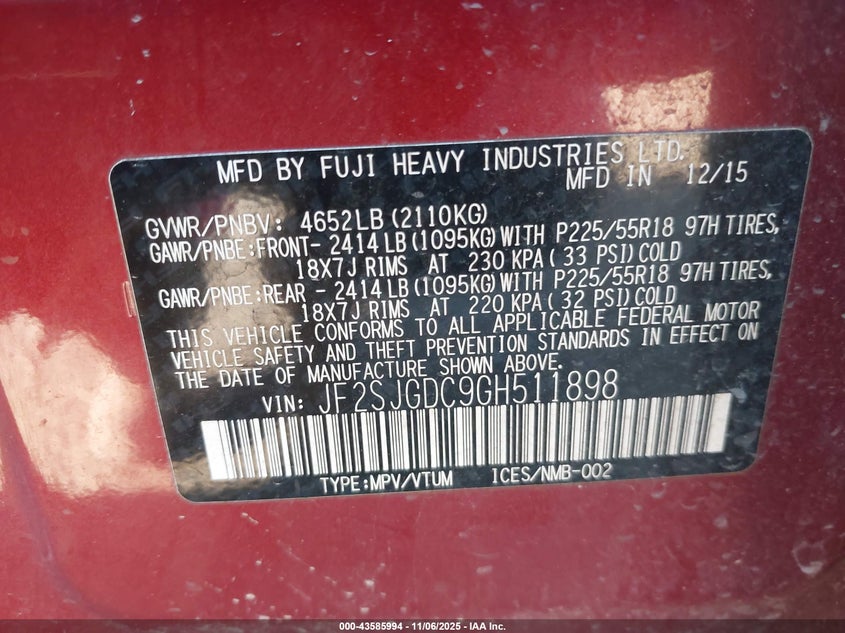 MFD BY FUJI HEAVY INDUSTRIES LTD.
MFD IN 12/15
GVWR/PNBV: 4652LB (2110KG)
GAWR/PNBE:FRONT- 2414LB (1095KG) WITH P225/55R18 97H TIRES,
18X7J RIMS AT 230 KPA ( 33 PSI) COLD
GAWR/PNBE:REAR - 2414LB (1095KG) WITH P225/55R18 97H TIRES,
18X7J RIMS AT 220 KPA ( 32 PSI) COLD
THIS VEHICLE CONFORMS TO ALL APPLICABLE FEDERAL MOTOR
VEHICLE SAFETY AND THEFT PREVENTION STANDARDS IN EFFECT ON
THE DATE OF MANUFACTURE SHOWN ABOVE.
VIN: JF2SJGDC9GH511898
TYPE:MPV/VTUM ICES/NMB-002
000-43585994 - 11/06/2025 - IAA Inc.